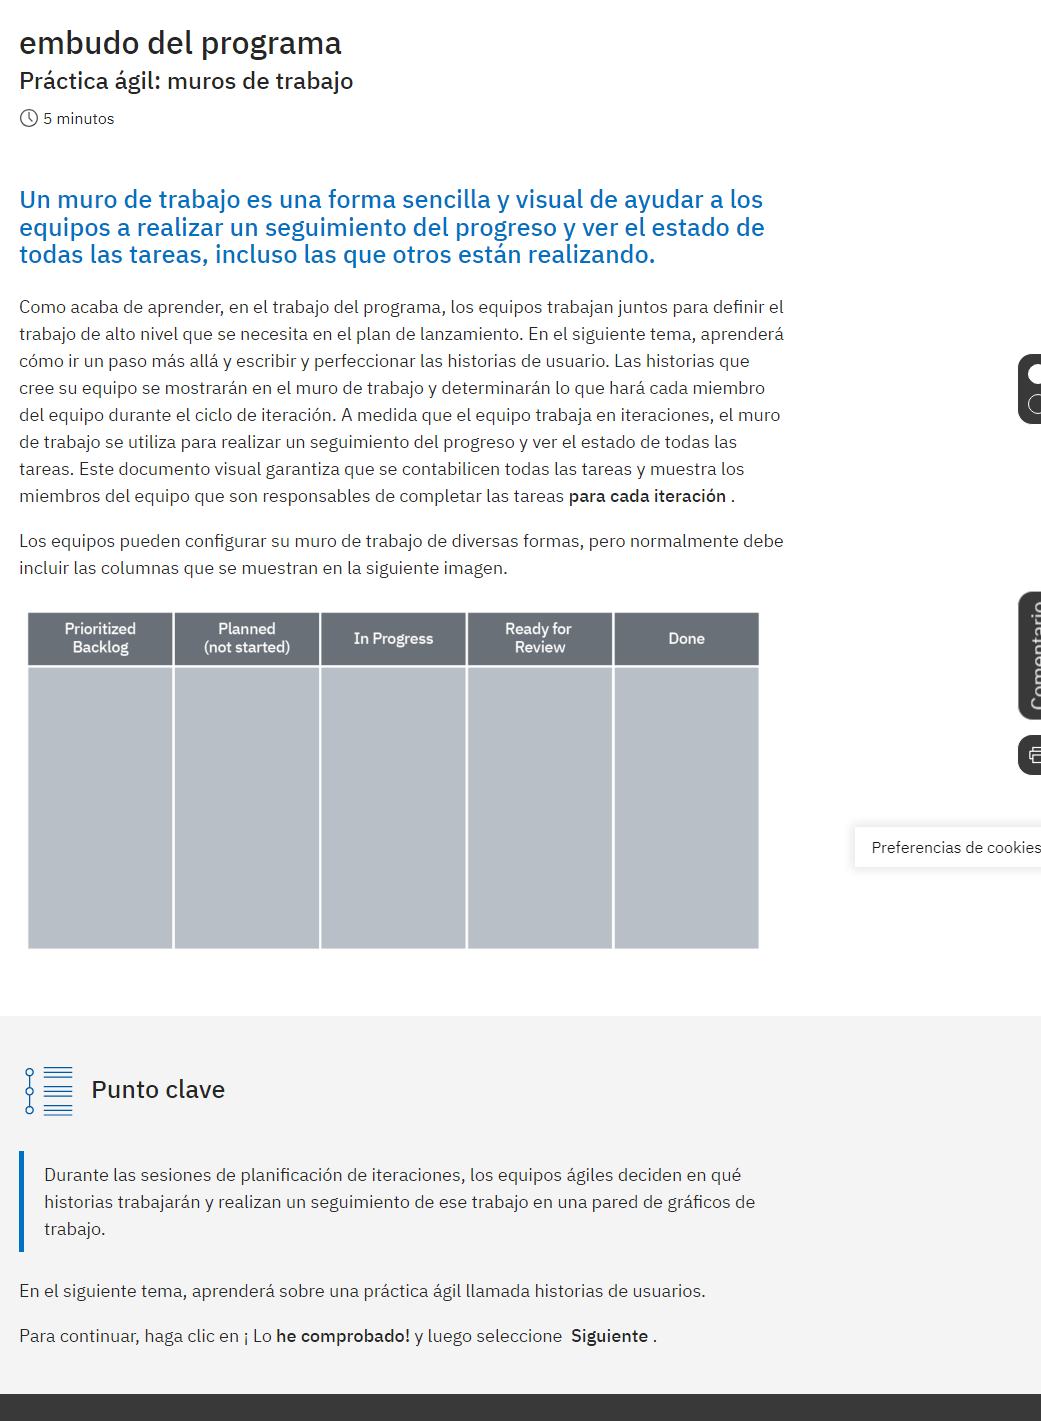 embudo del programa
Práctica ágil: muros de trabajo
5 minutos
Un muro de trabajo es una forma sencilla y visual de ayudar a los
equipos a realizar un seguimiento del progreso y ver el estado de
todas las tareas, incluso las que otros están realizando.
Como acaba de aprender, en el trabajo del programa, los equipos trabajan juntos para definir el
trabajo de alto nivel que se necesita en el plan de lanzamiento. En el siguiente tema, aprenderá
cómo ir un paso más allá y escribir y perfeccionar las historias de usuario. Las historias que
cree su equipo se mostrarán en el muro de trabajo y determinarán lo que hará cada miembro
del equipo durante el ciclo de iteración. A medida que el equipo trabaja en iteraciones, el muro
de trabajo se utiliza para realizar un seguimiento del progreso y ver el estado de todas las
tareas. Este documento visual garantiza que se contabilicen todas las tareas y muestra los
miembros del equipo que son responsables de completar las tareas para cada iteración .
Los equipos pueden configurar su muro de trabajo de diversas formas, pero normalmente debe
incluir las columnas que se muestran en la siguiente imagen.
Prioritized
Backlog
Planned
(not started)
In Progress
Ready for
Review
Done
Comentario
Preferencias de cookies
Punto clave
Durante las sesiones de planificación de iteraciones, los equipos ágiles deciden en qué
historias trabajarán y realizan un seguimiento de ese trabajo en una pared de gráficos de
trabajo.
En el siguiente tema, aprenderá sobre una práctica ágil llamada historias de usuarios.
Para continuar, haga clic en ¡ Lo he comprobado! y luego seleccione Siguiente .